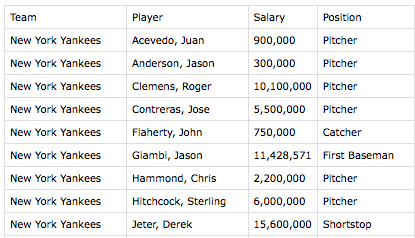 Team Player Salary Position
New York Yankees Acevedo, Juan 900,000 Pitcher
New York Yankees Anderson, Jason 300,000 Pitcher
New York Yankees Clemens, Roger 10,100,000 Pitcher
New York Yankees Contreras, Jose 5,500,000 Pitcher
New York Yankees Flaherty, John 750,000 Catcher
New York Yankees Giambi, Jason 11,428,571 First Baseman
New York Yankees Hammond, Chris 2,200,000 Pitcher
New York Yankees Hitchcock, Sterling 6,000,000 Pitcher
New York Yankees Jeter, Derek 15,600,000 Shortstop